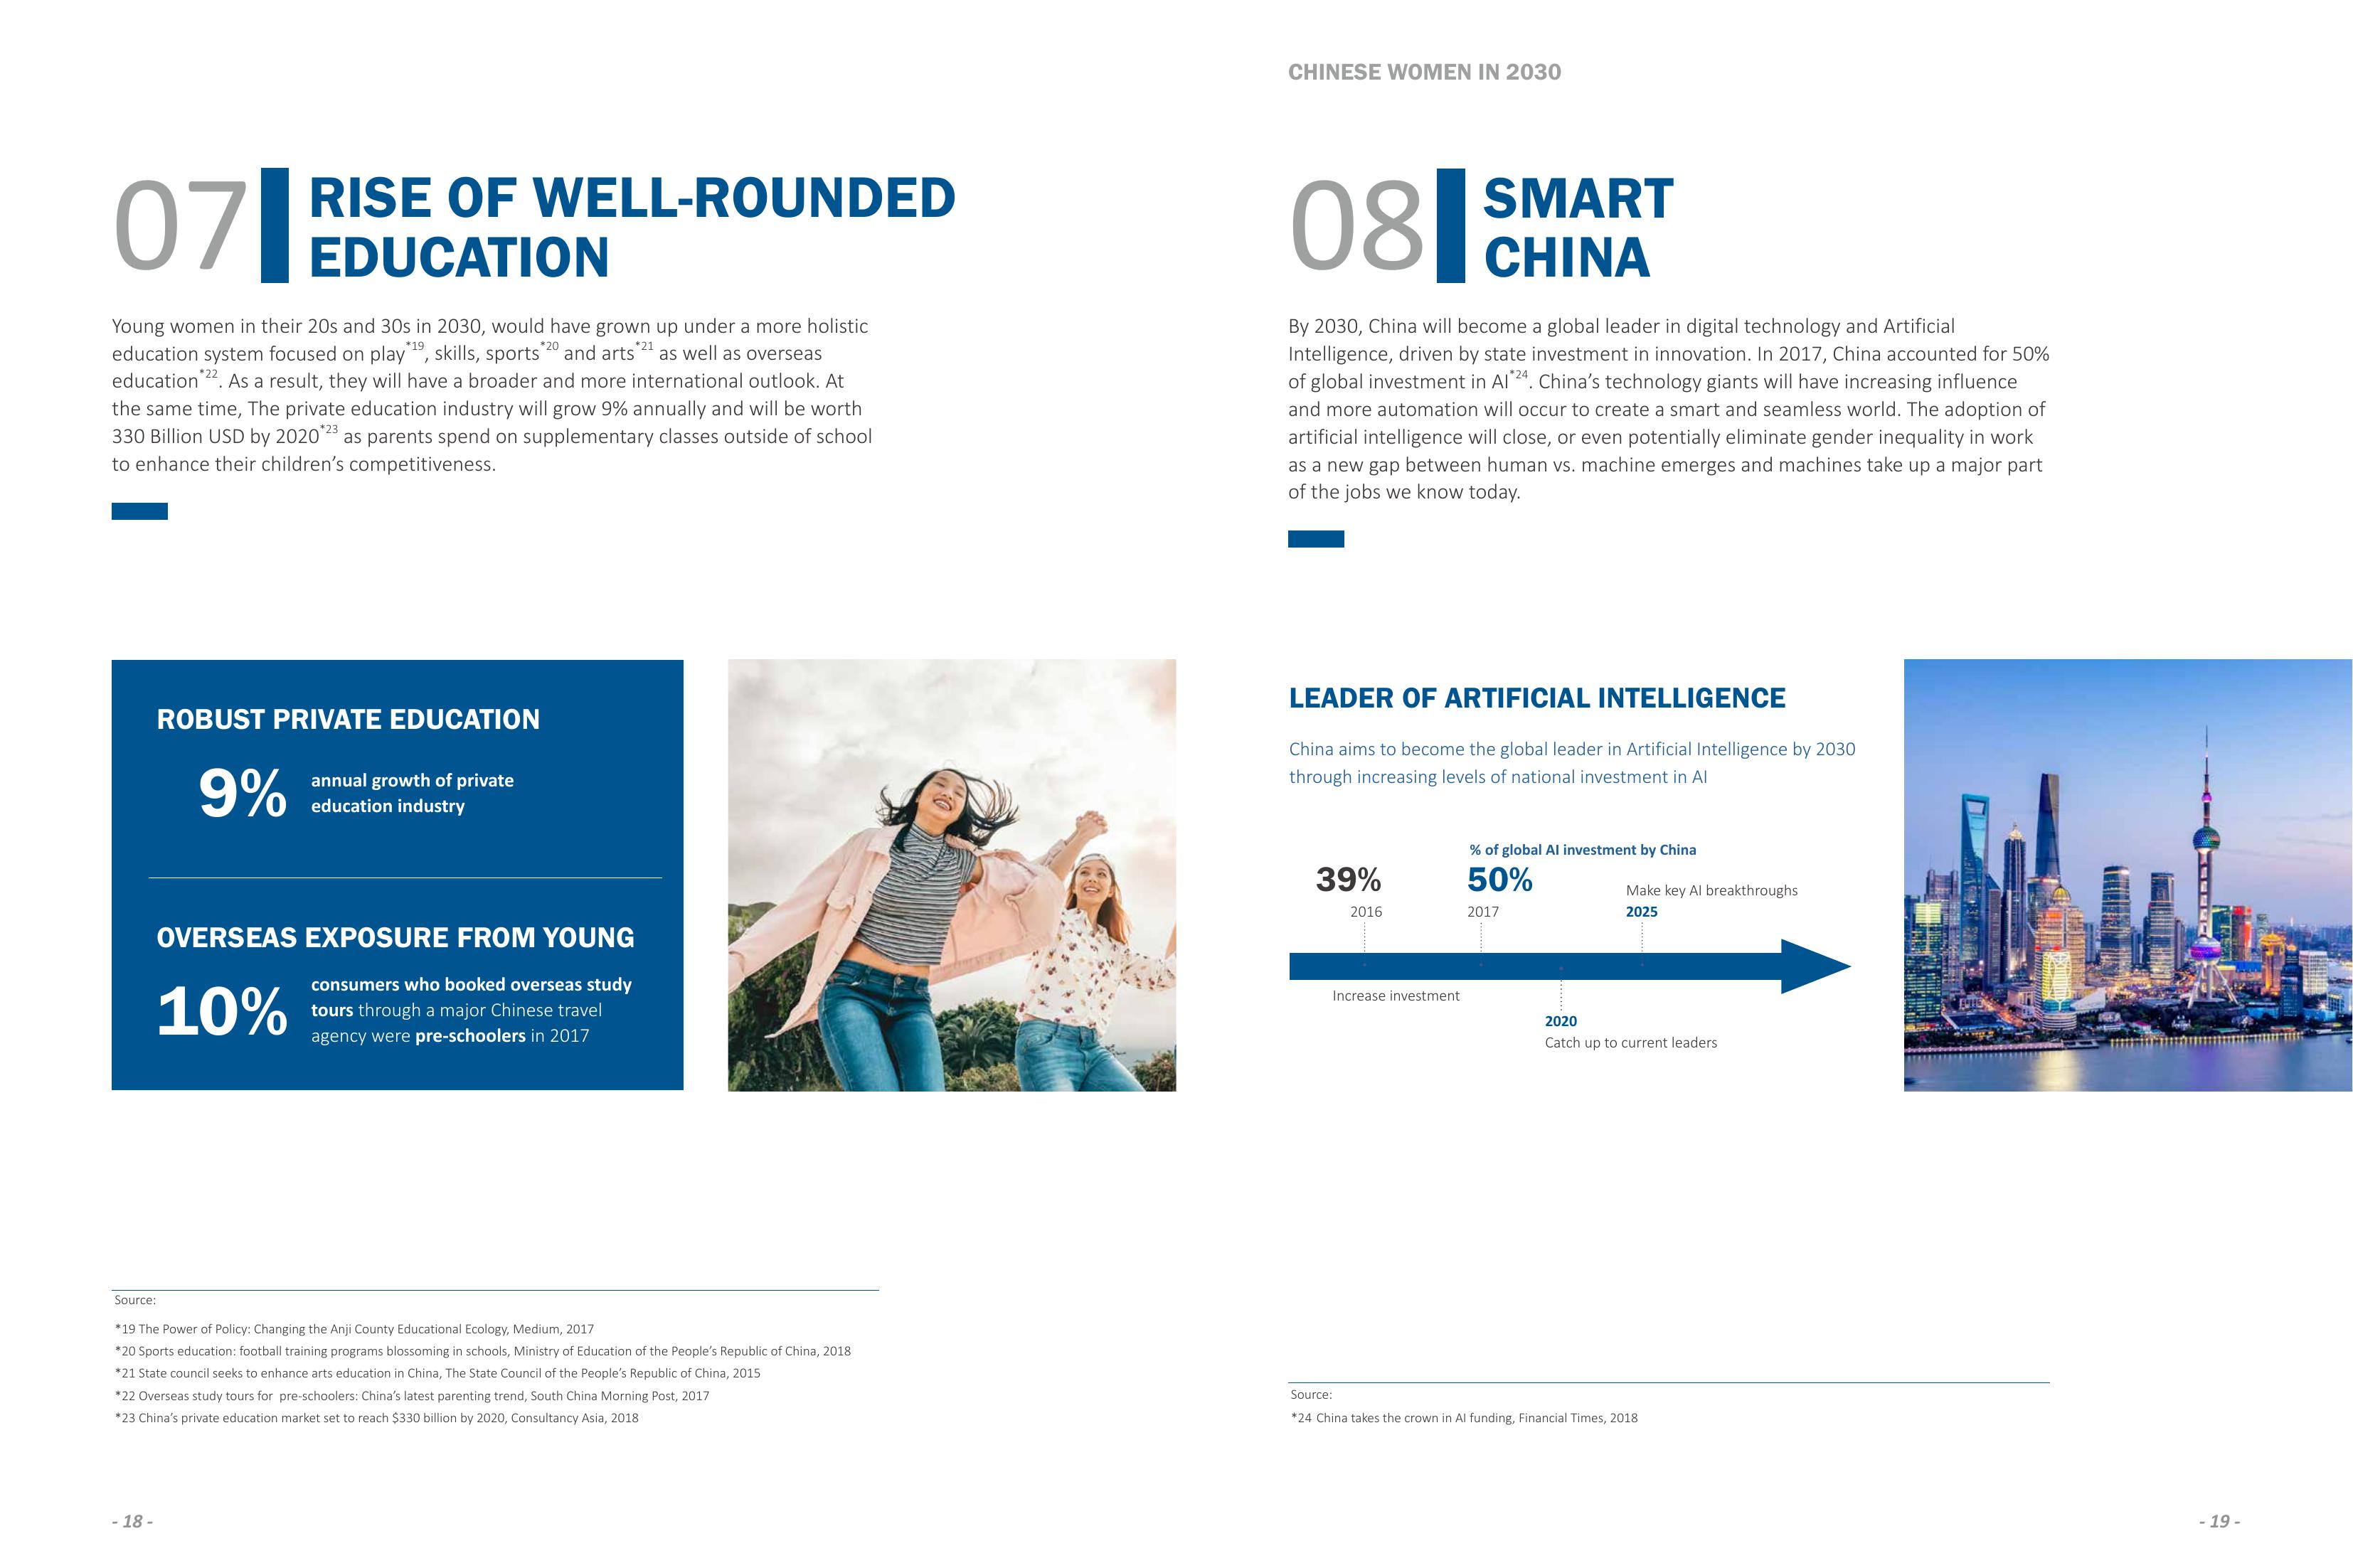 CHINESE WOMEN IN 2030
07
RISE OF WELL-ROUNDED
EDUCATION
Young women in their 20s and 30s in 2030, would have grown up under a more holistic
education system focused on play*19, skills, sports*20 and arts*21 as well as overseas
education*22. As a result, they will have a broader and more international outlook. At
the same time, The private education industry will grow 9% annually and will be worth
330 Billion USD by 2020*23 as parents spend on supplementary classes outside of school
to enhance their children’s competitiveness.
ROBUST PRIVATE EDUCATION
9%
annual growth of private
education industry
OVERSEAS EXPOSURE FROM YOUNG
10%
consumers who booked overseas study
tours through a major Chinese travel
agency were pre-schoolers in 2017
Source:
*19 The Power of Policy: Changing the Anji County Educational Ecology, Medium, 2017
*20 Sports education: football training programs blossoming in schools, Ministry of Education of the People’s Republic of China, 2018
*21 State council seeks to enhance arts education in China, The State Council of the People’s Republic of China, 2015
*22 Overseas study tours for  pre-schoolers: China’s latest parenting trend, South China Morning Post, 2017
*23 China’s private education market set to reach $330 billion by 2020, Consultancy Asia, 2018
- 18 -
08
SMART
CHINA
By 2030, China will become a global leader in digital technology and Artificial
Intelligence, driven by state investment in innovation. In 2017, China accounted for 50%
of global investment in AI*24. China’s technology giants will have increasing influence
and more automation will occur to create a smart and seamless world. The adoption of
artificial intelligence will close, or even potentially eliminate gender inequality in work
as a new gap between human vs. machine emerges and machines take up a major part
of the jobs we know today.
LEADER OF ARTIFICIAL INTELLIGENCE
China aims to become the global leader in Artificial Intelligence by 2030
through increasing levels of national investment in AI
% of global AI investment by China
39%
2016
50%
2017
Make key AI breakthroughs
2025
Increase investment
2020
Catch up to current leaders
Source:
*24 China takes the crown in AI funding, Financial Times, 2018
- 19 -